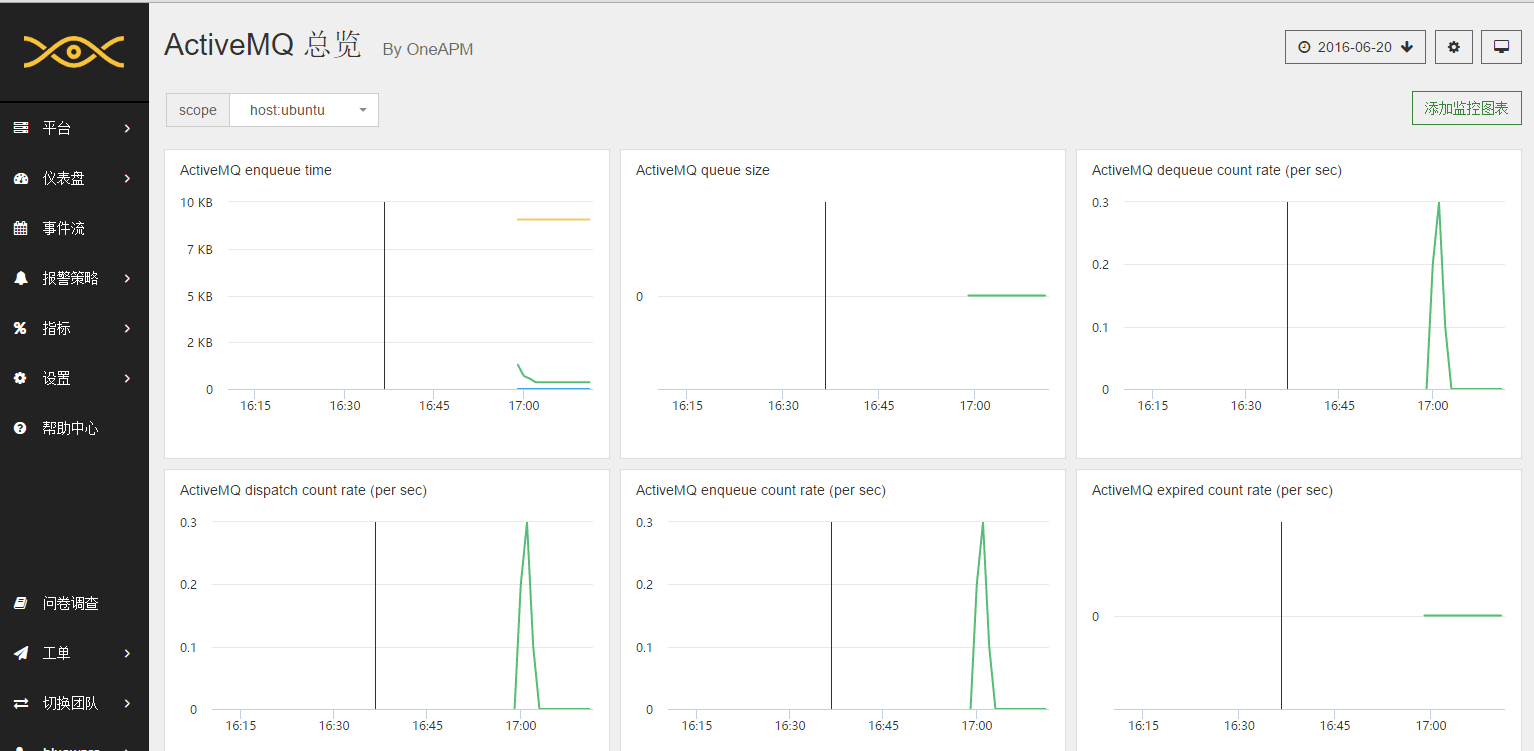 ActiveMQ 总览 By OneAPM
2016-06-20
scope host:ubuntu
添加监控图表
平台
仪表盘
事件流
报警策略
指标
设置
帮助中心
问卷调查
工单
切换团队
ActiveMQ enqueue time
10 KB
7 KB
5 KB
2 KB
0
16:15 16:30 16:45 17:00
ActiveMQ queue size
0
16:15 16:30 16:45 17:00
ActiveMQ dequeue count rate (per sec)
0.3
0.2
0.1
0
16:15 16:30 16:45 17:00
ActiveMQ dispatch count rate (per sec)
0.3
0.2
0.1
0
16:15 16:30 16:45 17:00
ActiveMQ enqueue count rate (per sec)
0.3
0.2
0.1
0
16:15 16:30 16:45 17:00
ActiveMQ expired count rate (per sec)
0
16:15 16:30 16:45 17:00